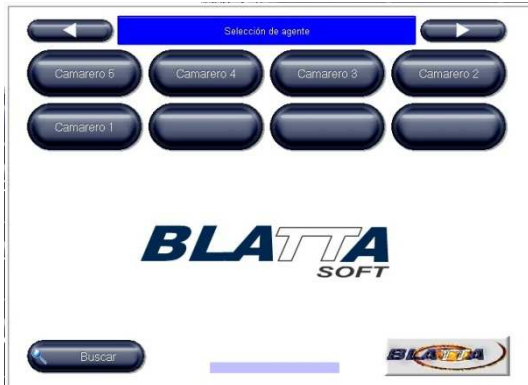 Selección de agente
Camarero 5 Camarero 4 Camarero 3 Camarero 2
Camarero 1
BLATTA
SOFT
Buscar
BLATTA